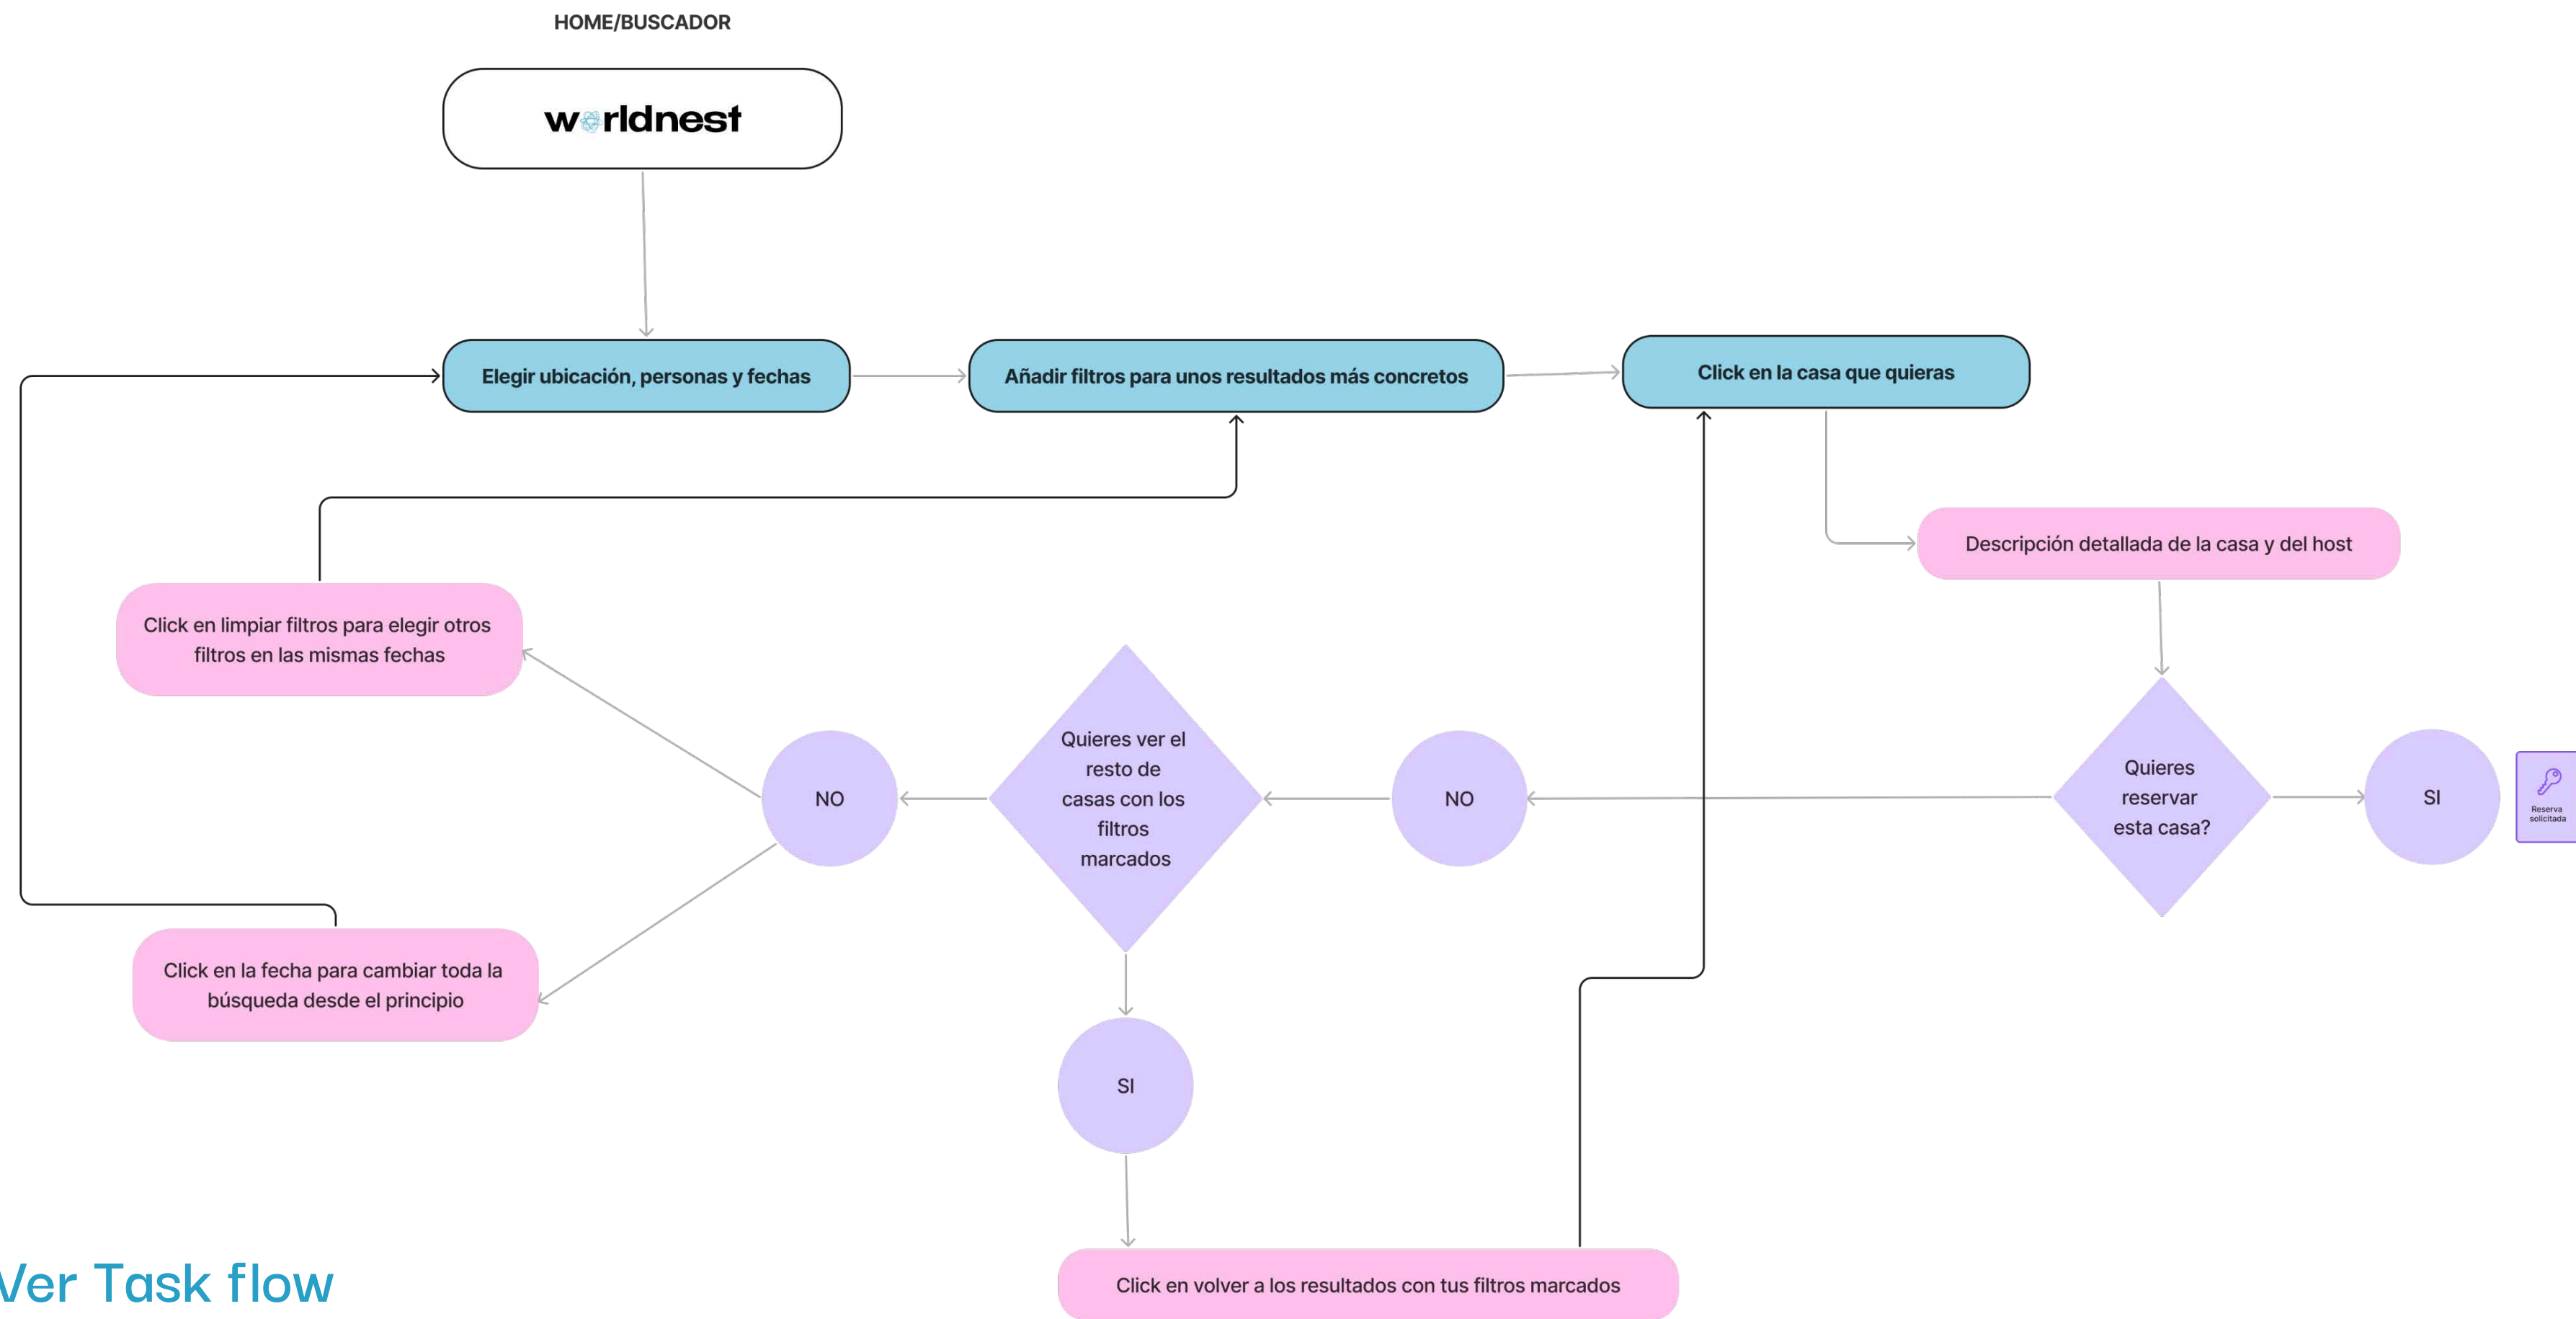 HOME/BUSCADOR
worldnest
Elegir ubicación, personas y fechas
Añadir filtros para unos resultados más concretos
Click en la casa que quieras
Descripción detallada de la casa y del host
Click en limpiar filtros para elegir otros
filtros en las mismas fechas
Quieres ver el
resto de
casas con los
filtros
marcados
NO
NO
Quieres
reservar
esta casa?
SI
Reserva
solicitada
Click en la fecha para cambiar toda la
búsqueda desde el principio
SI
Click en volver a los resultados con tus filtros marcados
Ver Task flow